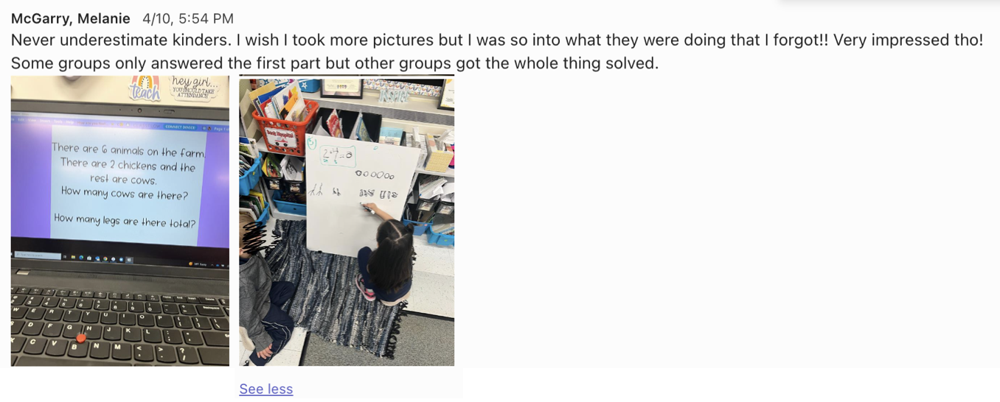 McGarry, Melanie 4/10, 5:54 PM
Never underestimate kinders. I wish I took more pictures but I was so into what they were doing that I forgot!! Very impressed tho!
Some groups only answered the first part but other groups got the whole thing solved.
teach
hey girl...
YOU SHOULD TAKE
ATTENDANCE
CONNECT DEVICE
There are 6 animals on the farm.
There are 2 chickens and the
rest are cows.
How many cows are there?
How many legs are there total?
Book Hospital
See less